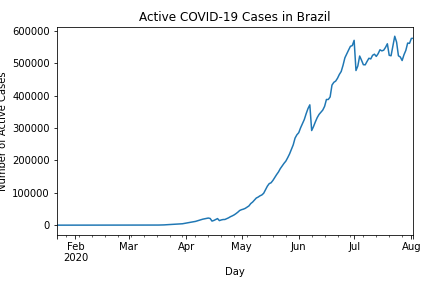 Active COVID-19 Cases in Brazil
Number of Active Cases
600000
500000
400000
300000
200000
100000
0
Feb
2020
Mar
Apr
May
Jun
Jul
Aug
Day